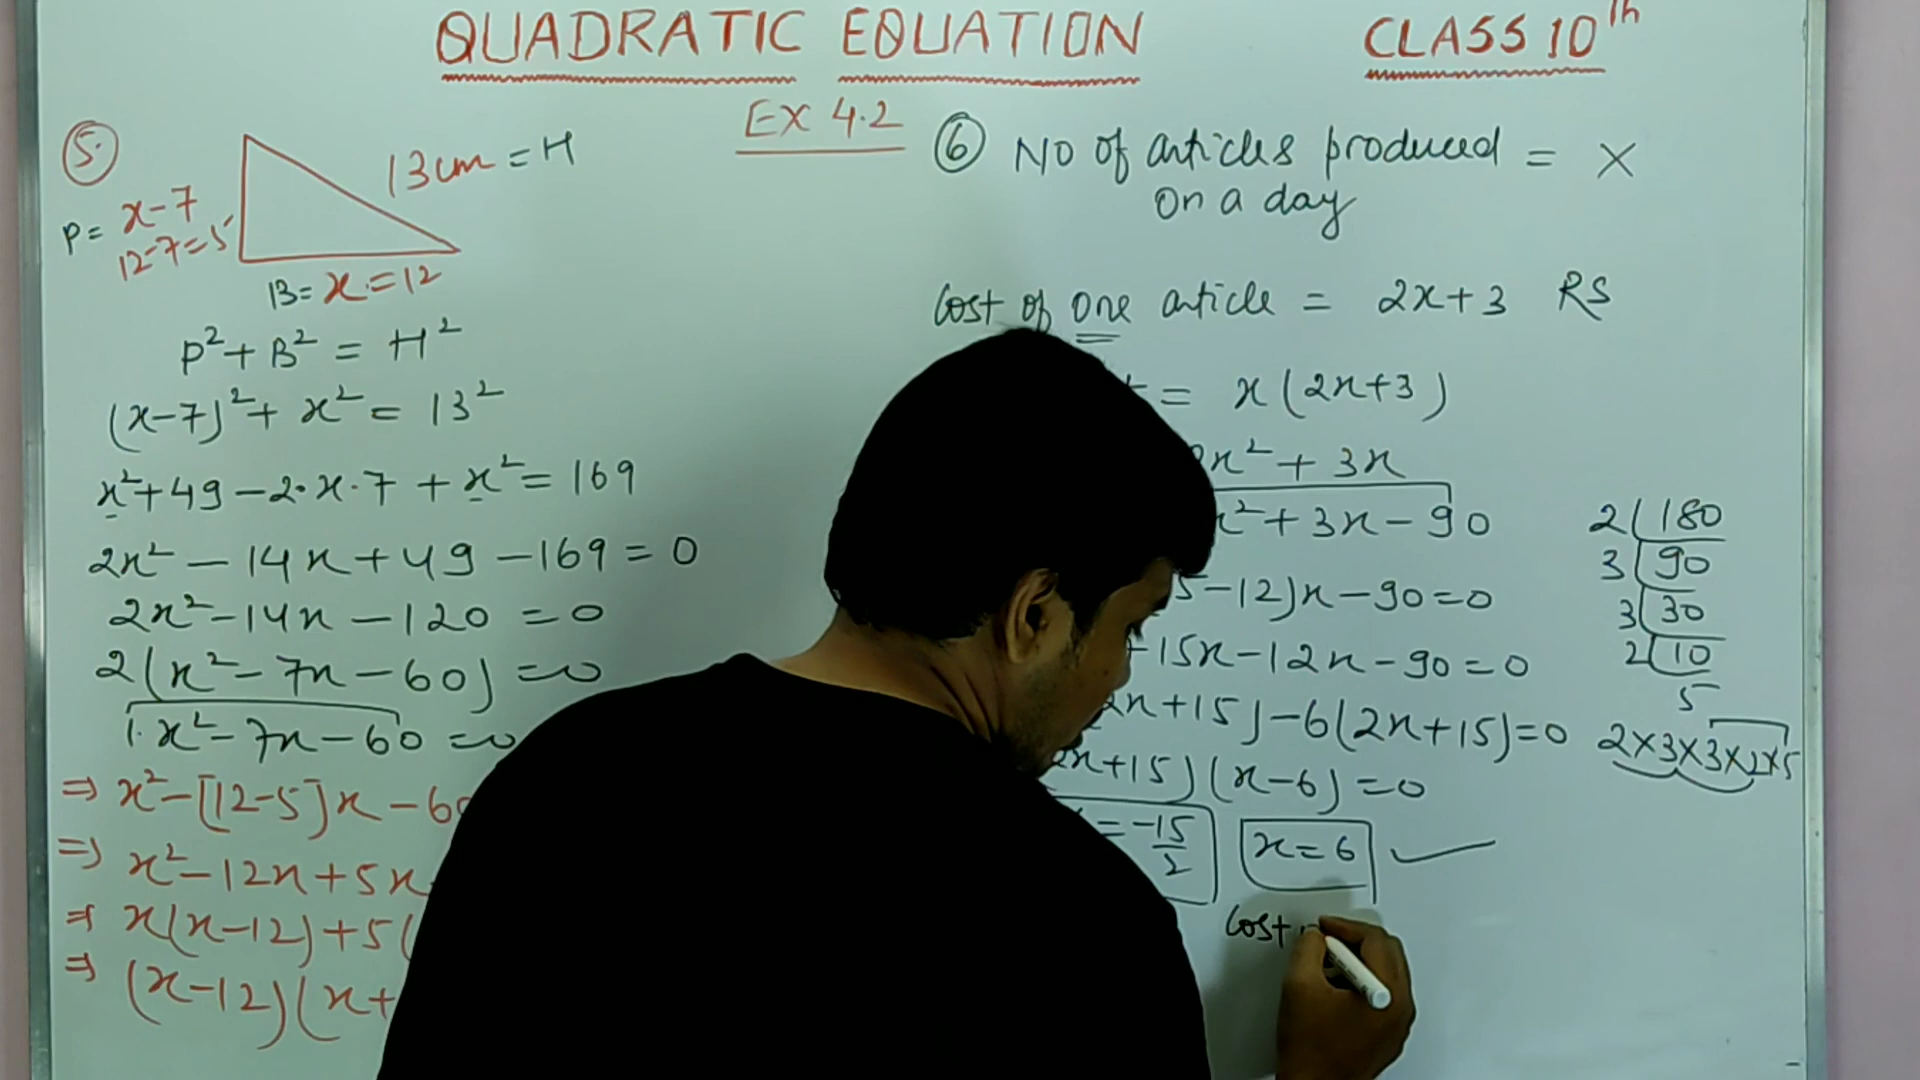 QUADRATIC EQUATION
CLASS 10th
EX 4.2
5.
13cm = H
P = x-7
12-7=5
B= x=12
P²+B² = H²
(x-7)²+ x² = 13²
x²+49-2·x·7 + x² = 169
2x² - 14x + 49 - 169 = 0
2x²-14x - 120 = 0
2(x²-7x-60) = 0
1·x²-7x-60 = 0
⇒ x²-[12-5]x-60
⇒ x²-12x+5x
⇒ x(x-12)+5(
⇒ (x-12)(x+
6 No of articles produced = x
on a day
Cost of one article = 2x+3 RS
= x(2x+3)
x² + 3x
x²+3x-90
5-12)x-90=0
+15x-12x-90=0
2x+15)-6(2x+15)=0
2x+15)(x-6)=0
= -15/2
x=6
Cost
2 180
3 90
3 30
2 10
5
2×3×3×2×5